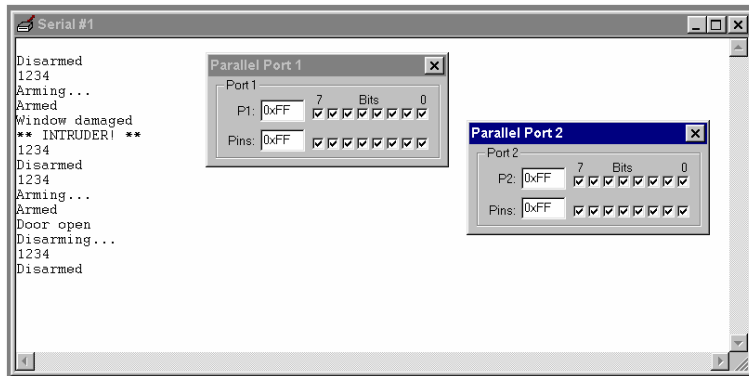 Serial #1
Disarmed
1234
Arming...
Armed
Window damaged
** INTRUDER! **
1234
Disarmed
1234
Arming...
Armed
Door open
Disarming...
1234
Disarmed
Parallel Port 1
Port 1
7 Bits 0
P1: 0xFF
Pins: 0xFF
Parallel Port 2
Port 2
7 Bits 0
P2: 0xFF
Pins: 0xFF